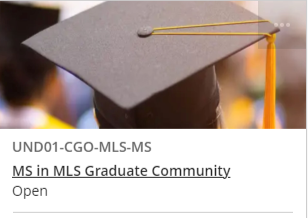 UND01-CGO-MLS-MS
MS in MLS Graduate Community
Open